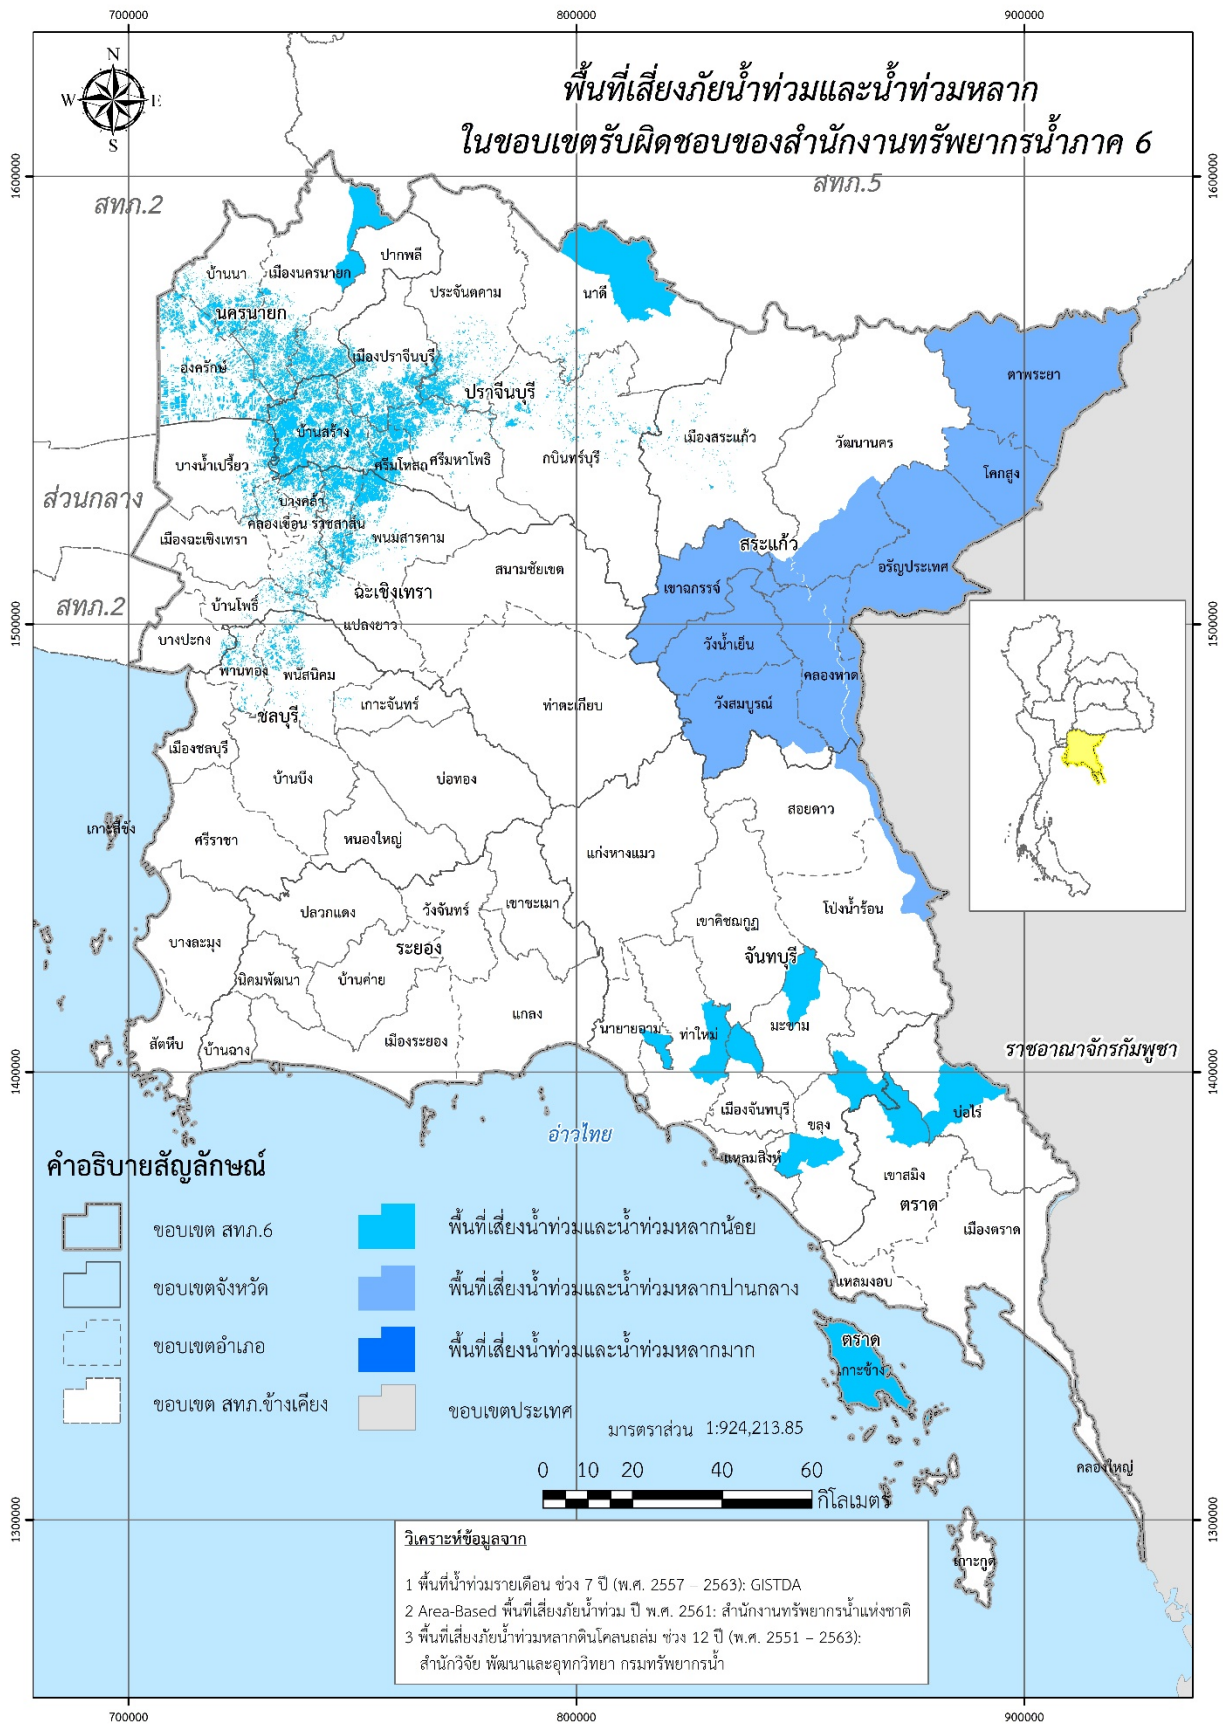 700000
800000
900000
N
W
E
S
พื้นที่เสี่ยงภัยน้ำท่วมและน้ำท่วมหลาก
ในขอบเขตรับผิดชอบของสำนักงานทรัพยากรน้ำภาค 6
1600000
1600000
สทภ.2
สทภ.5
ปากพลี
บ้านนา
เมืองนครนายก
ประจันตคาม
นาดี
นครนายก
เมืองปราจีนบุรี
องครักษ์
ตาพระยา
ปราจีนบุรี
บ้านสร้าง
เมืองสระแก้ว
วัฒนานคร
บางน้ำเปรี้ยว
ศรีมโหสถ
ศรีมหาโพธิ
กบินทร์บุรี
โคกสูง
ส่วนกลาง
บางคล้า
คลองเขื่อน
ราชสาส์น
เมืองฉะเชิงเทรา
พนมสารคาม
สระแก้ว
สนามชัยเขต
อรัญประเทศ
เขาฉกรรจ์
ฉะเชิงเทรา
สทภ.2
บ้านโพธิ์
แปลงยาว
1500000
1500000
บางปะกง
วังน้ำเย็น
พานทอง
พนัสนิคม
คลองหาด
เกาะจันทร์
ท่าตะเกียบ
วังสมบูรณ์
ชลบุรี
เมืองชลบุรี
บ้านบึง
บ่อทอง
สอยดาว
เกาะสีชัง
ศรีราชา
หนองใหญ่
แก่งหางแมว
เขาชะเมา
ปลวกแดง
วังจันทร์
โป่งน้ำร้อน
เขาคิชฌกูฏ
บางละมุง
ระยอง
จันทบุรี
นิคมพัฒนา
บ้านค่าย
แกลง
นายายอาม
ท่าใหม่
มะขาม
สัตหีบ
บ้านฉาง
เมืองระยอง
ราชอาณาจักรกัมพูชา
1400000
1400000
เมืองจันทบุรี
บ่อไร่
อ่าวไทย
ขลุง
แหลมสิงห์
เขาสมิง
ตราด
เมืองตราด
แหลมงอบ
ตราด
เกาะช้าง
คลองใหญ่
เกาะกูด
คำอธิบายสัญลักษณ์
ขอบเขต สทภ.6
พื้นที่เสี่ยงน้ำท่วมและน้ำท่วมหลากน้อย
ขอบเขตจังหวัด
พื้นที่เสี่ยงน้ำท่วมและน้ำท่วมหลากปานกลาง
ขอบเขตอำเภอ
พื้นที่เสี่ยงน้ำท่วมและน้ำท่วมหลากมาก
ขอบเขต สทภ.ข้างเคียง
ขอบเขตประเทศ
มารตราส่วน 1:924,213.85
0 10 20 40 60
กิโลเมตร
1300000
1300000
วิเคราะห์ข้อมูลจาก
1 พื้นที่น้ำท่วมรายเดือน ช่วง 7 ปี (พ.ศ. 2557 – 2563): GISTDA
2 Area-Based พื้นที่เสี่ยงภัยน้ำท่วม ปี พ.ศ. 2561: สำนักงานทรัพยากรน้ำแห่งชาติ
3 พื้นที่เสี่ยงภัยน้ำท่วมหลากดินโคลนถล่ม ช่วง 12 ปี (พ.ศ. 2551 – 2563):
สำนักวิจัย พัฒนาและอุทกวิทยา กรมทรัพยากรน้ำ
700000
800000
900000